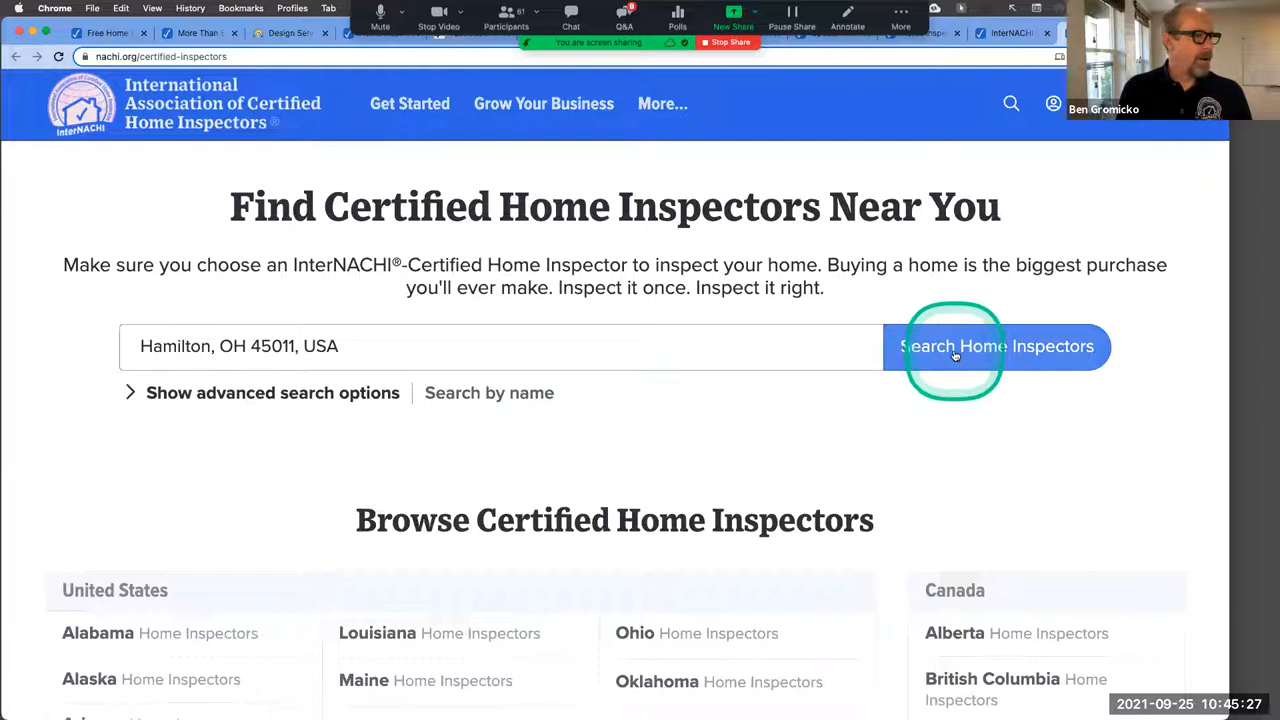 Chrome File Edit View History Bookmarks Profiles Tab
Mute Stop Video Participants 61 Chat Q&A 9 Polls New Share Pause Share Annotate More
You are screen sharing Stop Share
Free Home More Than Design Serv InterNACHI
nachi.org/certified-inspectors
International
Association of Certified
Home Inspectors®
InterNACHI
Get Started Grow Your Business More...
Ben Gromicko
Find Certified Home Inspectors Near You
Make sure you choose an InterNACHI®-Certified Home Inspector to inspect your home. Buying a home is the biggest purchase
you'll ever make. Inspect it once. Inspect it right.
Hamilton, OH 45011, USA Search Home Inspectors
Show advanced search options Search by name
Browse Certified Home Inspectors
United States Canada
Alabama Home Inspectors Louisiana Home Inspectors Ohio Home Inspectors Alberta Home Inspectors
Alaska Home Inspectors Maine Home Inspectors Oklahoma Home Inspectors British Columbia Home
Inspectors
2021-09-25 10:45:27